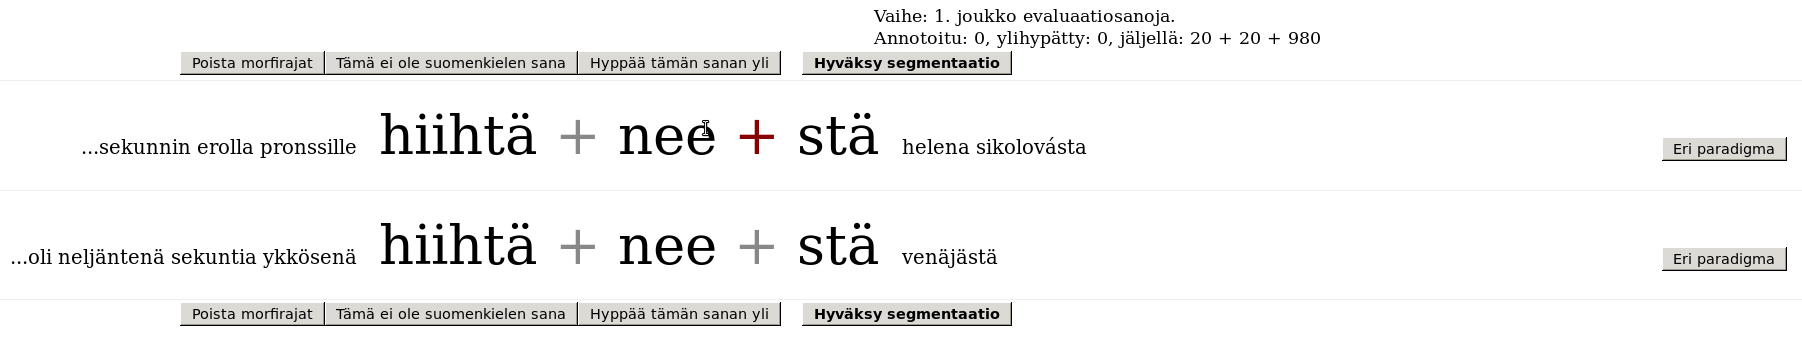 Vaihe: 1. joukko evaluaatiosanoja.
Annotoitu: 0, ylihypätty: 0, jäljellä: 20 + 20 + 980
Poista morfirajat Tämä ei ole suomenkielen sana Hyppää tämän sanan yli Hyväksy segmentaatio
...sekunnin erolla pronssille hiihtä + nee + stä helena sikolovásta Eri paradigma
...oli neljäntenä sekuntia ykkösenä hiihtä + nee + stä venäjästä Eri paradigma
Poista morfirajat Tämä ei ole suomenkielen sana Hyppää tämän sanan yli Hyväksy segmentaatio